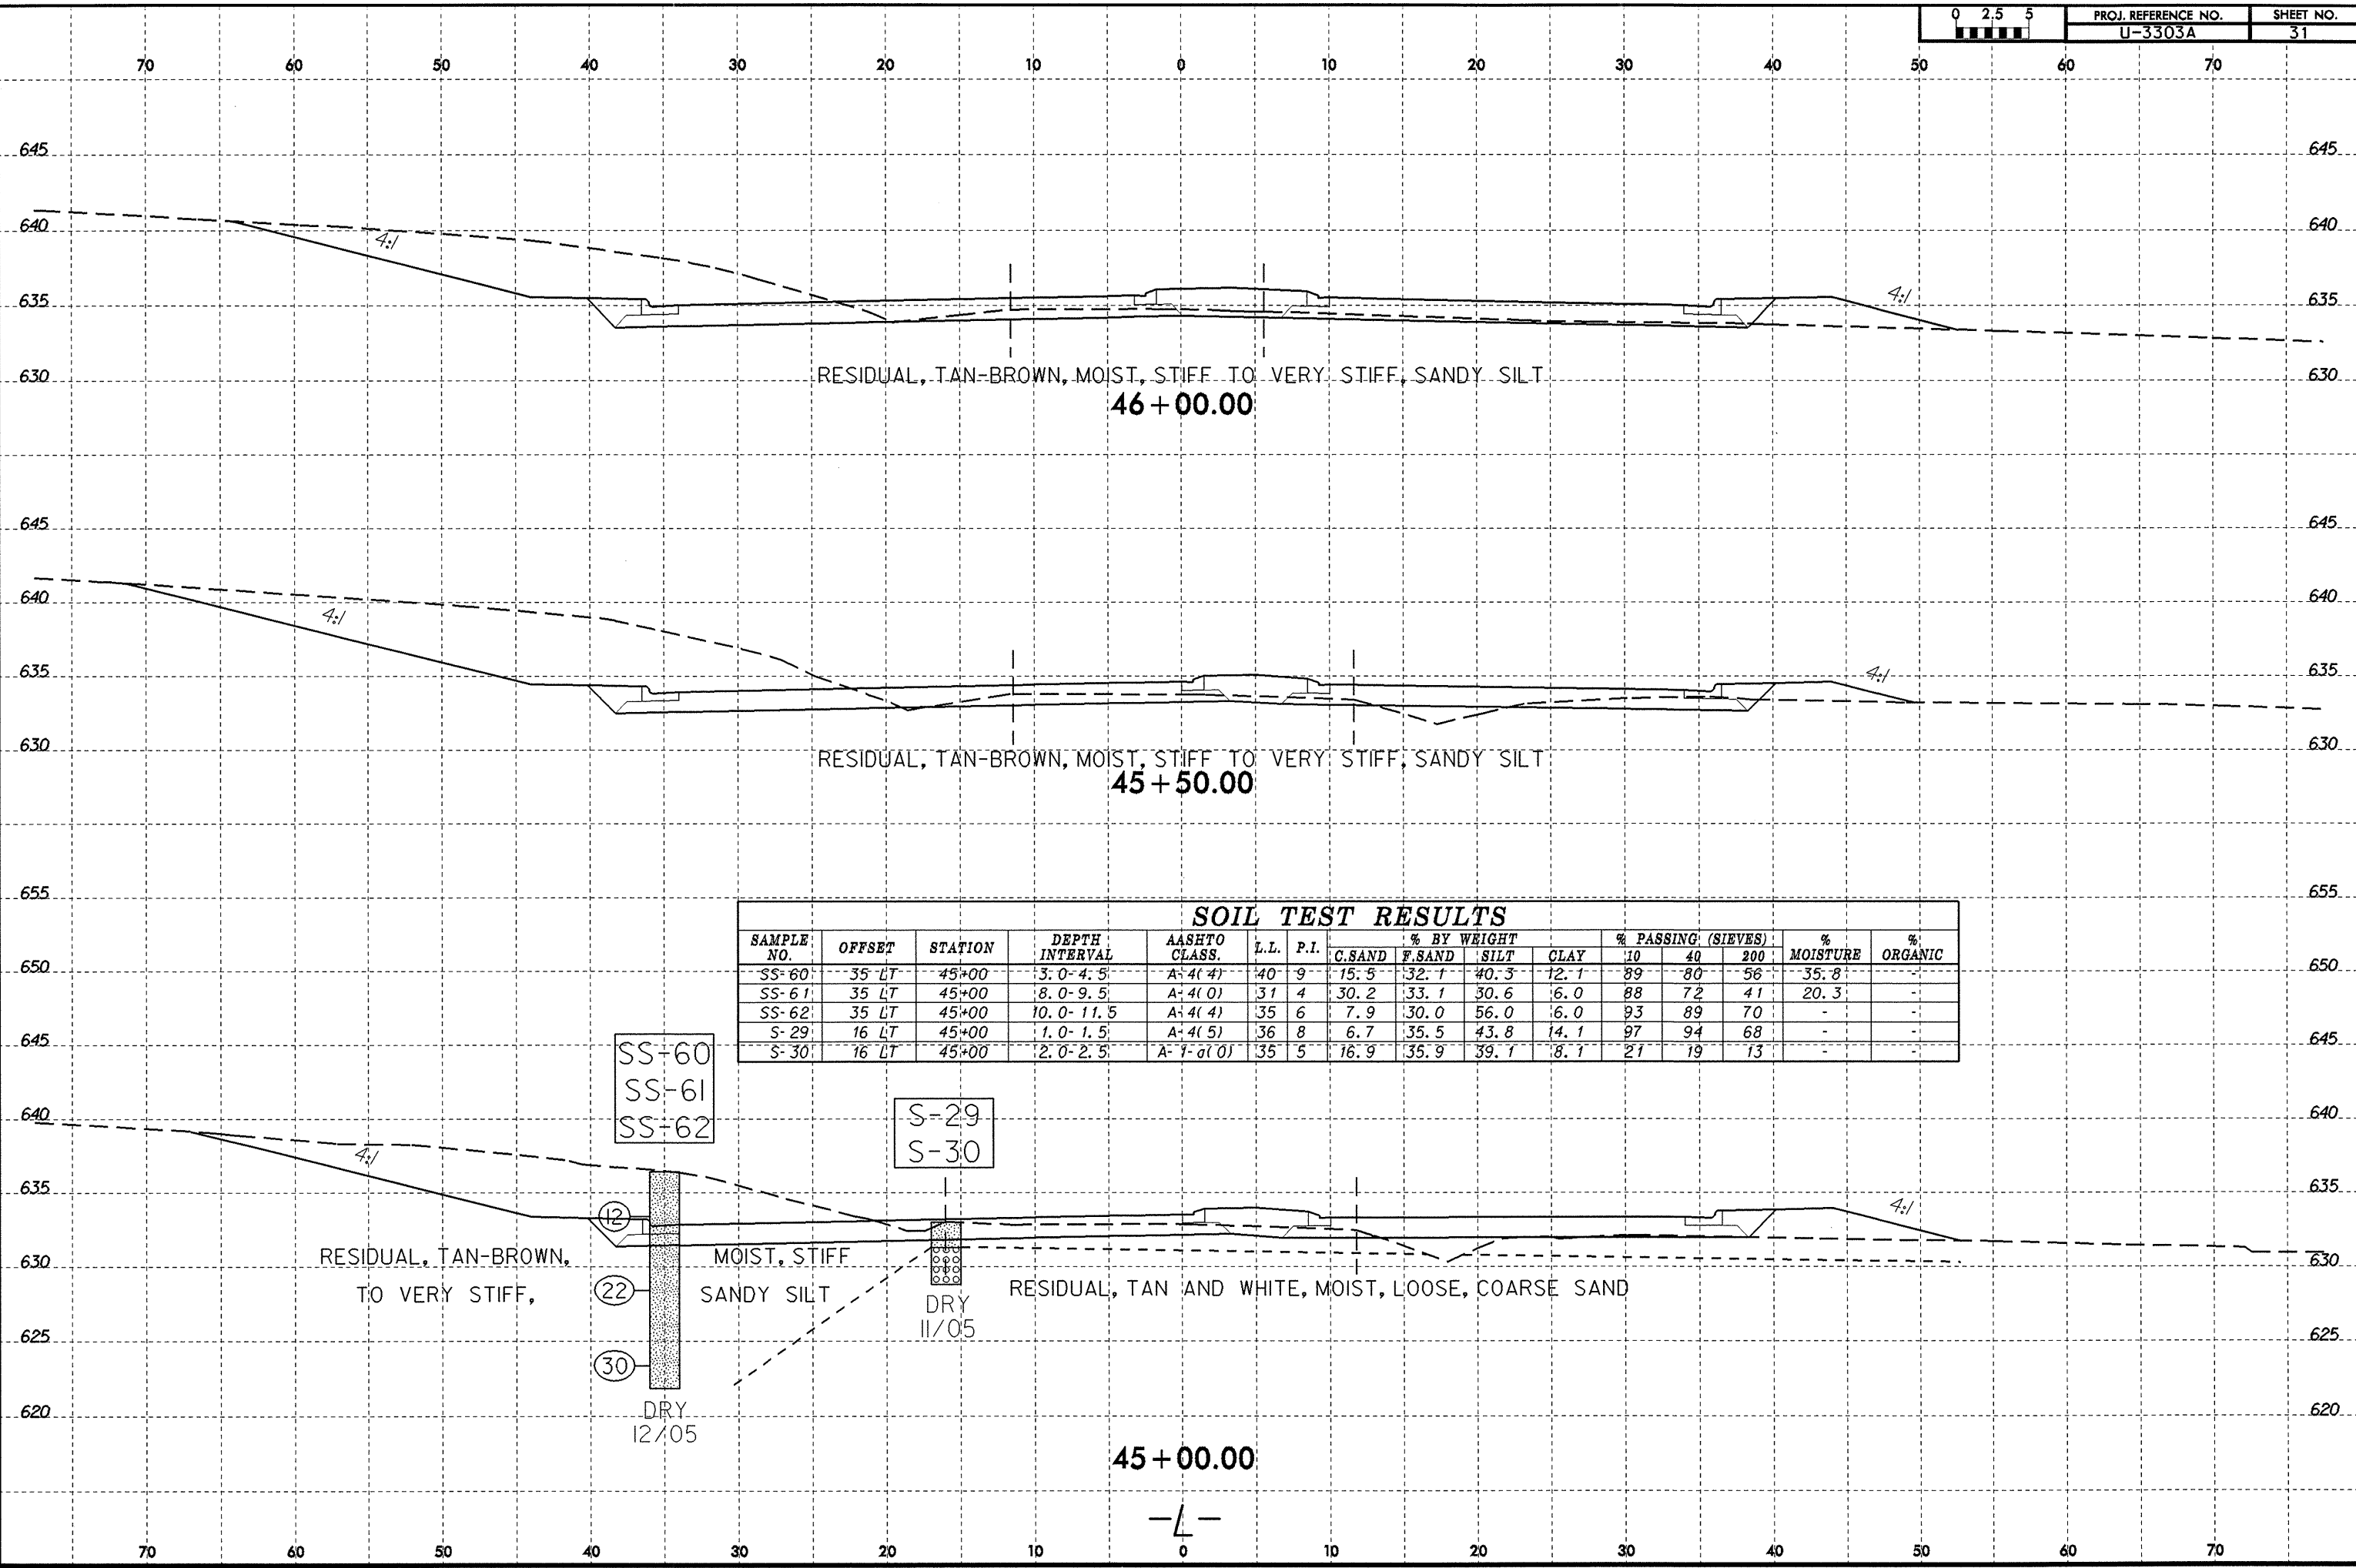 0 2.5 5
PROJ. REFERENCE NO. SHEET NO.
U-3303A 31
70 60 50 40 30 20 10 0 10 20 30 40 50 60 70
645 645
640 640
4:1
635 635
4:1
630 630
RESIDUAL, TAN-BROWN, MOIST, STIFF TO VERY STIFF, SANDY SILT
46+00.00
645 645
640 640
4:1
635 635
4:1
630 630
RESIDUAL, TAN-BROWN, MOIST, STIFF TO VERY STIFF, SANDY SILT
45+50.00
655 655
SOIL TEST RESULTS
SAMPLE NO. OFFSET STATION DEPTH INTERVAL AASHTO CLASS. L.L. P.I. % BY WEIGHT % PASSING (SIEVES) % MOISTURE % ORGANIC
C.SAND F.SAND SILT CLAY 10 40 200
650 650
SS-60 35 LT 45+00 3.0-4.5 A-4(4) 40 9 15.5 32.1 40.3 12.1 89 80 56 35.8 -
SS-61 35 LT 45+00 8.0-9.5 A-4(0) 31 4 30.2 33.1 30.6 6.0 88 72 41 20.3 -
SS-62 35 LT 45+00 10.0-11.5 A-4(4) 35 6 7.9 30.0 56.0 6.0 93 89 70 - -
S-29 16 LT 45+00 1.0-1.5 A-4(5) 36 8 6.7 35.5 43.8 14.1 97 94 68 - -
S-30 16 LT 45+00 2.0-2.5 A-1-a(0) 35 5 16.9 35.9 39.1 8.1 21 19 13 - -
645 645
SS-60
SS-61
SS-62
640 640
S-29
S-30
4:1
635 635
4:1
12
630 630
RESIDUAL, TAN-BROWN, MOIST, STIFF
TO VERY STIFF, SANDY SILT
22
RESIDUAL, TAN AND WHITE, MOIST, LOOSE, COARSE SAND
DRY
11/05
625 625
30
620 620
DRY
12/05
45+00.00
-L-
70 60 50 40 30 20 10 0 10 20 30 40 50 60 70